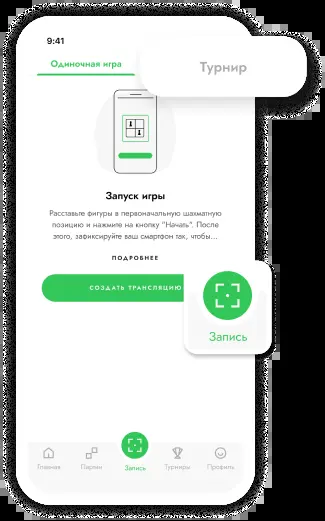 9:41
Одиночная игра
Турнир
Запуск игры
Расставьте фигуры в первоначальную шахматную
позицию и нажмите на кнопку "Начать". После
этого, зафиксируйте ваш смартфон так, чтобы...
ПОДРОБНЕЕ
СОЗДАТЬ ТРАНСЛЯЦИЮ
Запись
Главная
Партии
Запись
Турниры
Профиль